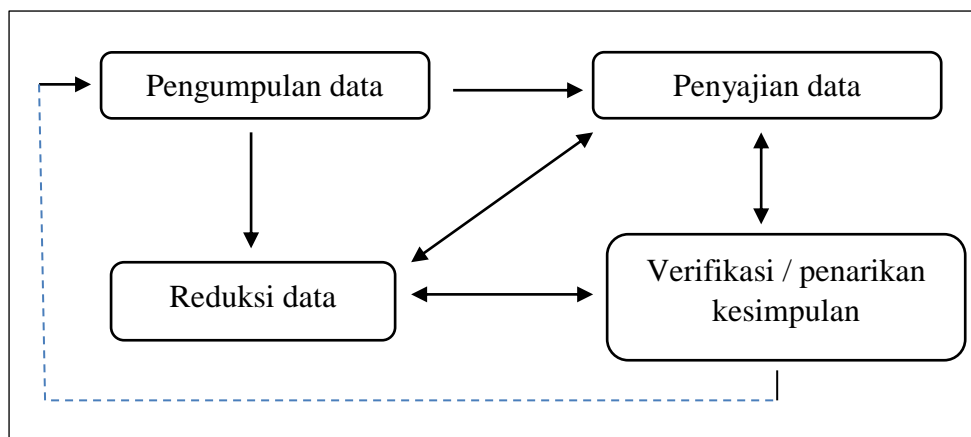 Pengumpulan data
Penyajian data
Reduksi data
Verifikasi / penarikan
kesimpulan